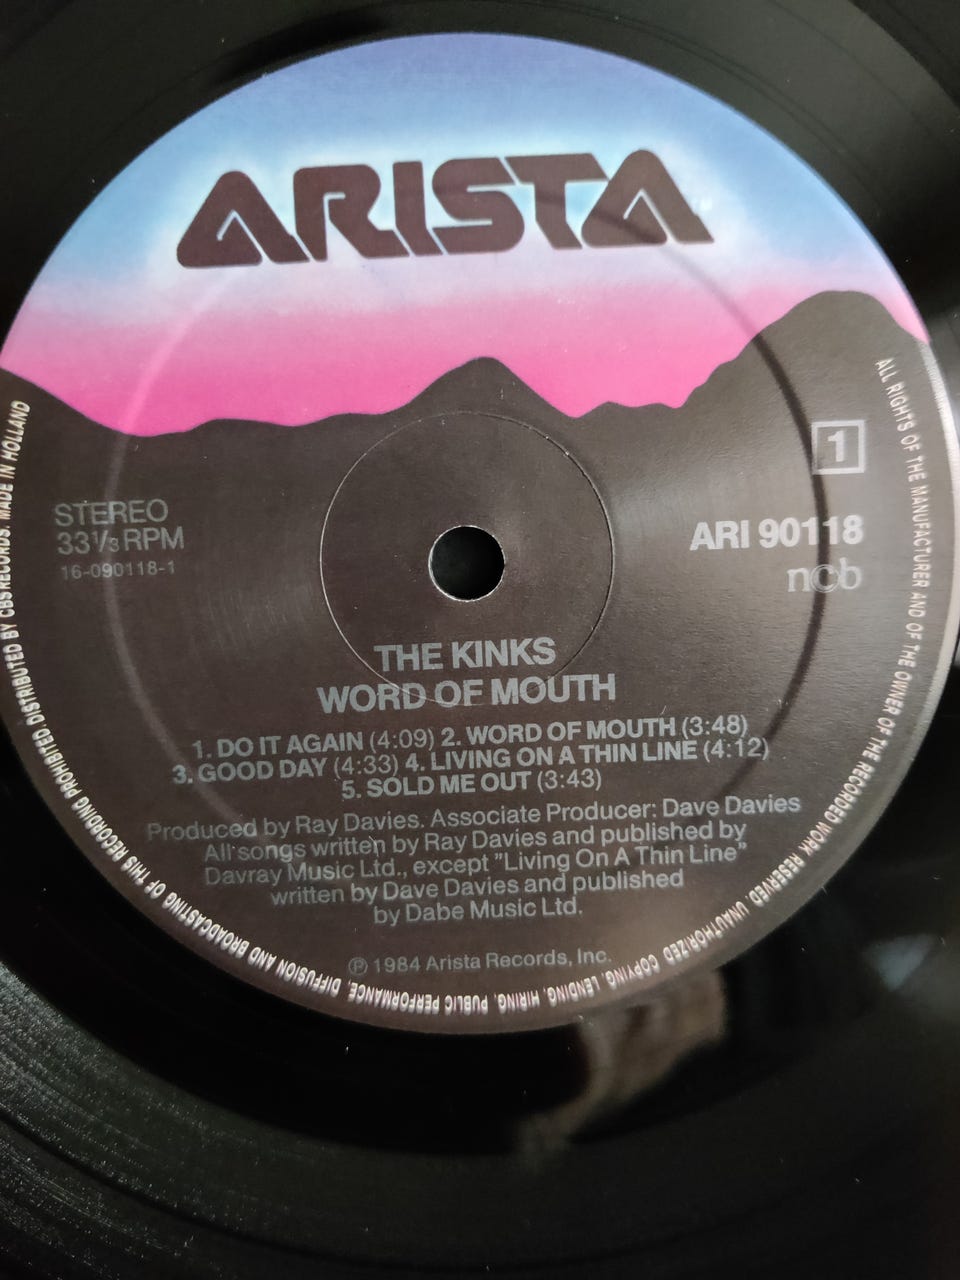 ARISTA
1
STEREO
33⅓ RPM
16-090118-1
ARI 90118
ncb
THE KINKS
WORD OF MOUTH
1. DO IT AGAIN (4:09) 2. WORD OF MOUTH (3:48)
3. GOOD DAY (4:33) 4. LIVING ON A THIN LINE (4:12)
5. SOLD ME OUT (3:43)
Produced by Ray Davies. Associate Producer: Dave Davies
All songs written by Ray Davies and published by
Davray Music Ltd., except "Living On A Thin Line"
written by Dave Davies and published
by Dabe Music Ltd.
℗ 1984 Arista Records, Inc.
ALL RIGHTS OF THE MANUFACTURER AND OF THE OWNER OF THE RECORDED WORK RESERVED. UNAUTHORIZED COPYING, LENDING, HIRING, PUBLIC PERFORMANCE, DIFFUSION AND BROADCASTING OF THIS RECORDING PROHIBITED DISTRIBUTED BY CBS RECORDS. MADE IN HOLLAND